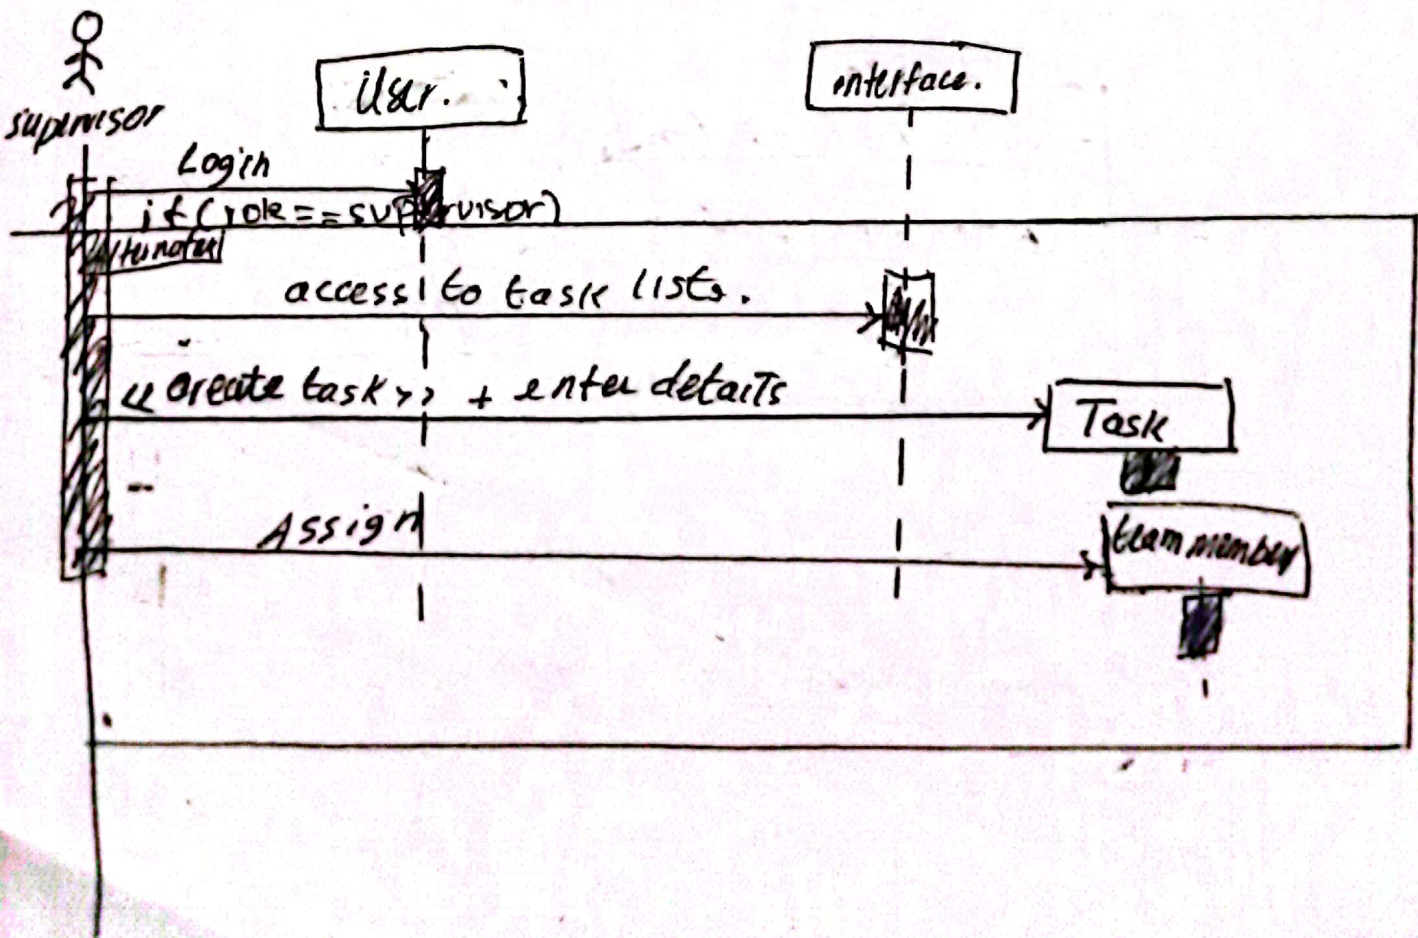 supervisor
User.
interface.
Login
if(role==supervisor)
access to task lists.
<<create task>> + enter details
Task
Assign
team member